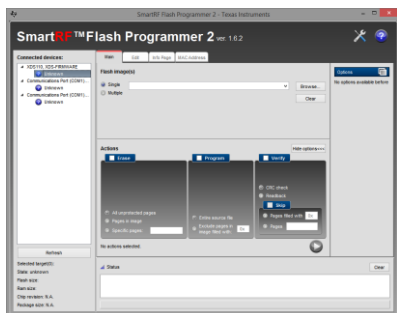 SmartRF Flash Programmer 2 - Texas Instruments
SmartRF™Flash Programmer 2 ver. 1.6.2
Connected devices:
XDS110, XDS-FIRMWARE
Unknown
Communications Port (COM1)...
Unknown
Communications Port (COM1)...
Unknown
Refresh
Selected target(s):
State: unknown
Flash size:
Ram size:
Chip revision: N.A.
Package size: N.A.
Main Edit Info Page MAC Address
Flash image(s)
Single Browse...
Multiple
Clear
Actions Hide options>>>
Erase Program Verify
CRC check
Readback
Skip
All unprotected pages
Pages in image Entire source file Pages filled with
Specific pages: Exclude pages in image filled with: Pages
No actions selected.
Status Clear
Options
No options available before